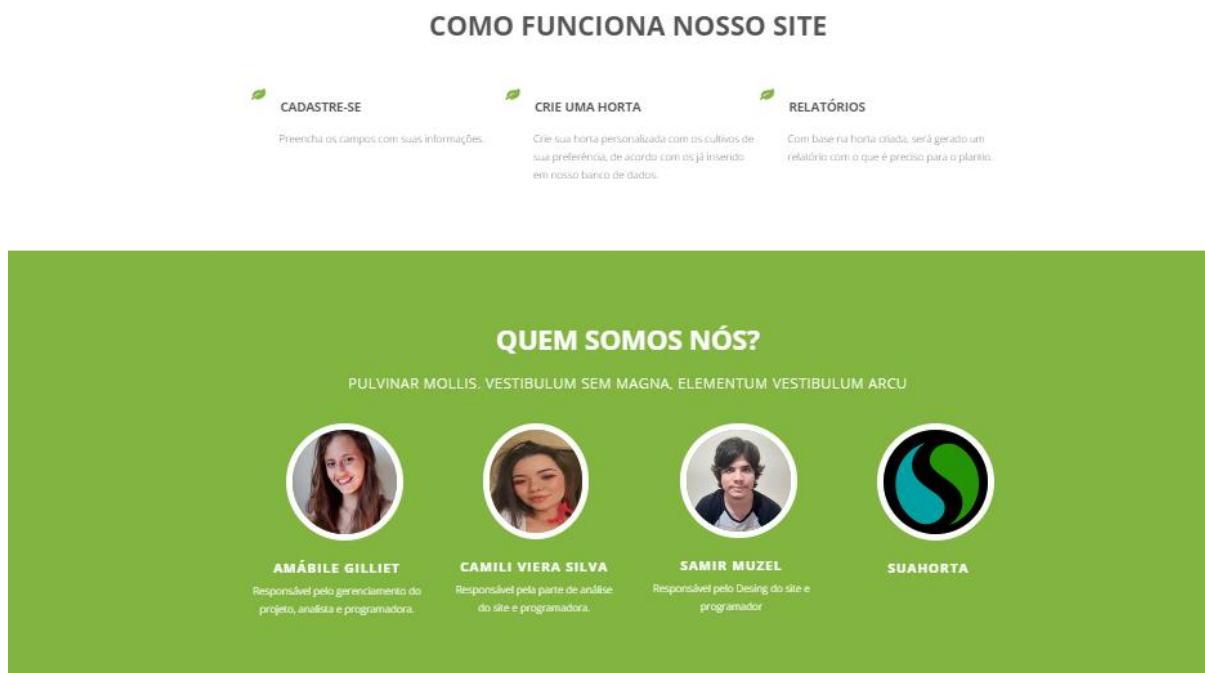 COMO FUNCIONA NOSSO SITE
CADASTRE-SE
Preencha os campos com suas informações.
CRIE UMA HORTA
Crie sua horta personalizada com os cultivos de
sua preferência, de acordo com os já inserido
em nosso banco de dados.
RELATÓRIOS
Com base na horta criada, será gerado um
relatório com o que é preciso para o plantio.
QUEM SOMOS NÓS?
PULVINAR MOLLIS. VESTIBULUM SEM MAGNA, ELEMENTUM VESTIBULUM ARCU
AMÁBILE GILLIET
Responsável pelo gerenciamento do
projeto, analista e programadora.
CAMILI VIERA SILVA
Responsável pela parte de análise
do site e programadora.
SAMIR MUZEL
Responsável pelo Desing do site e
programador
SUAHORTA